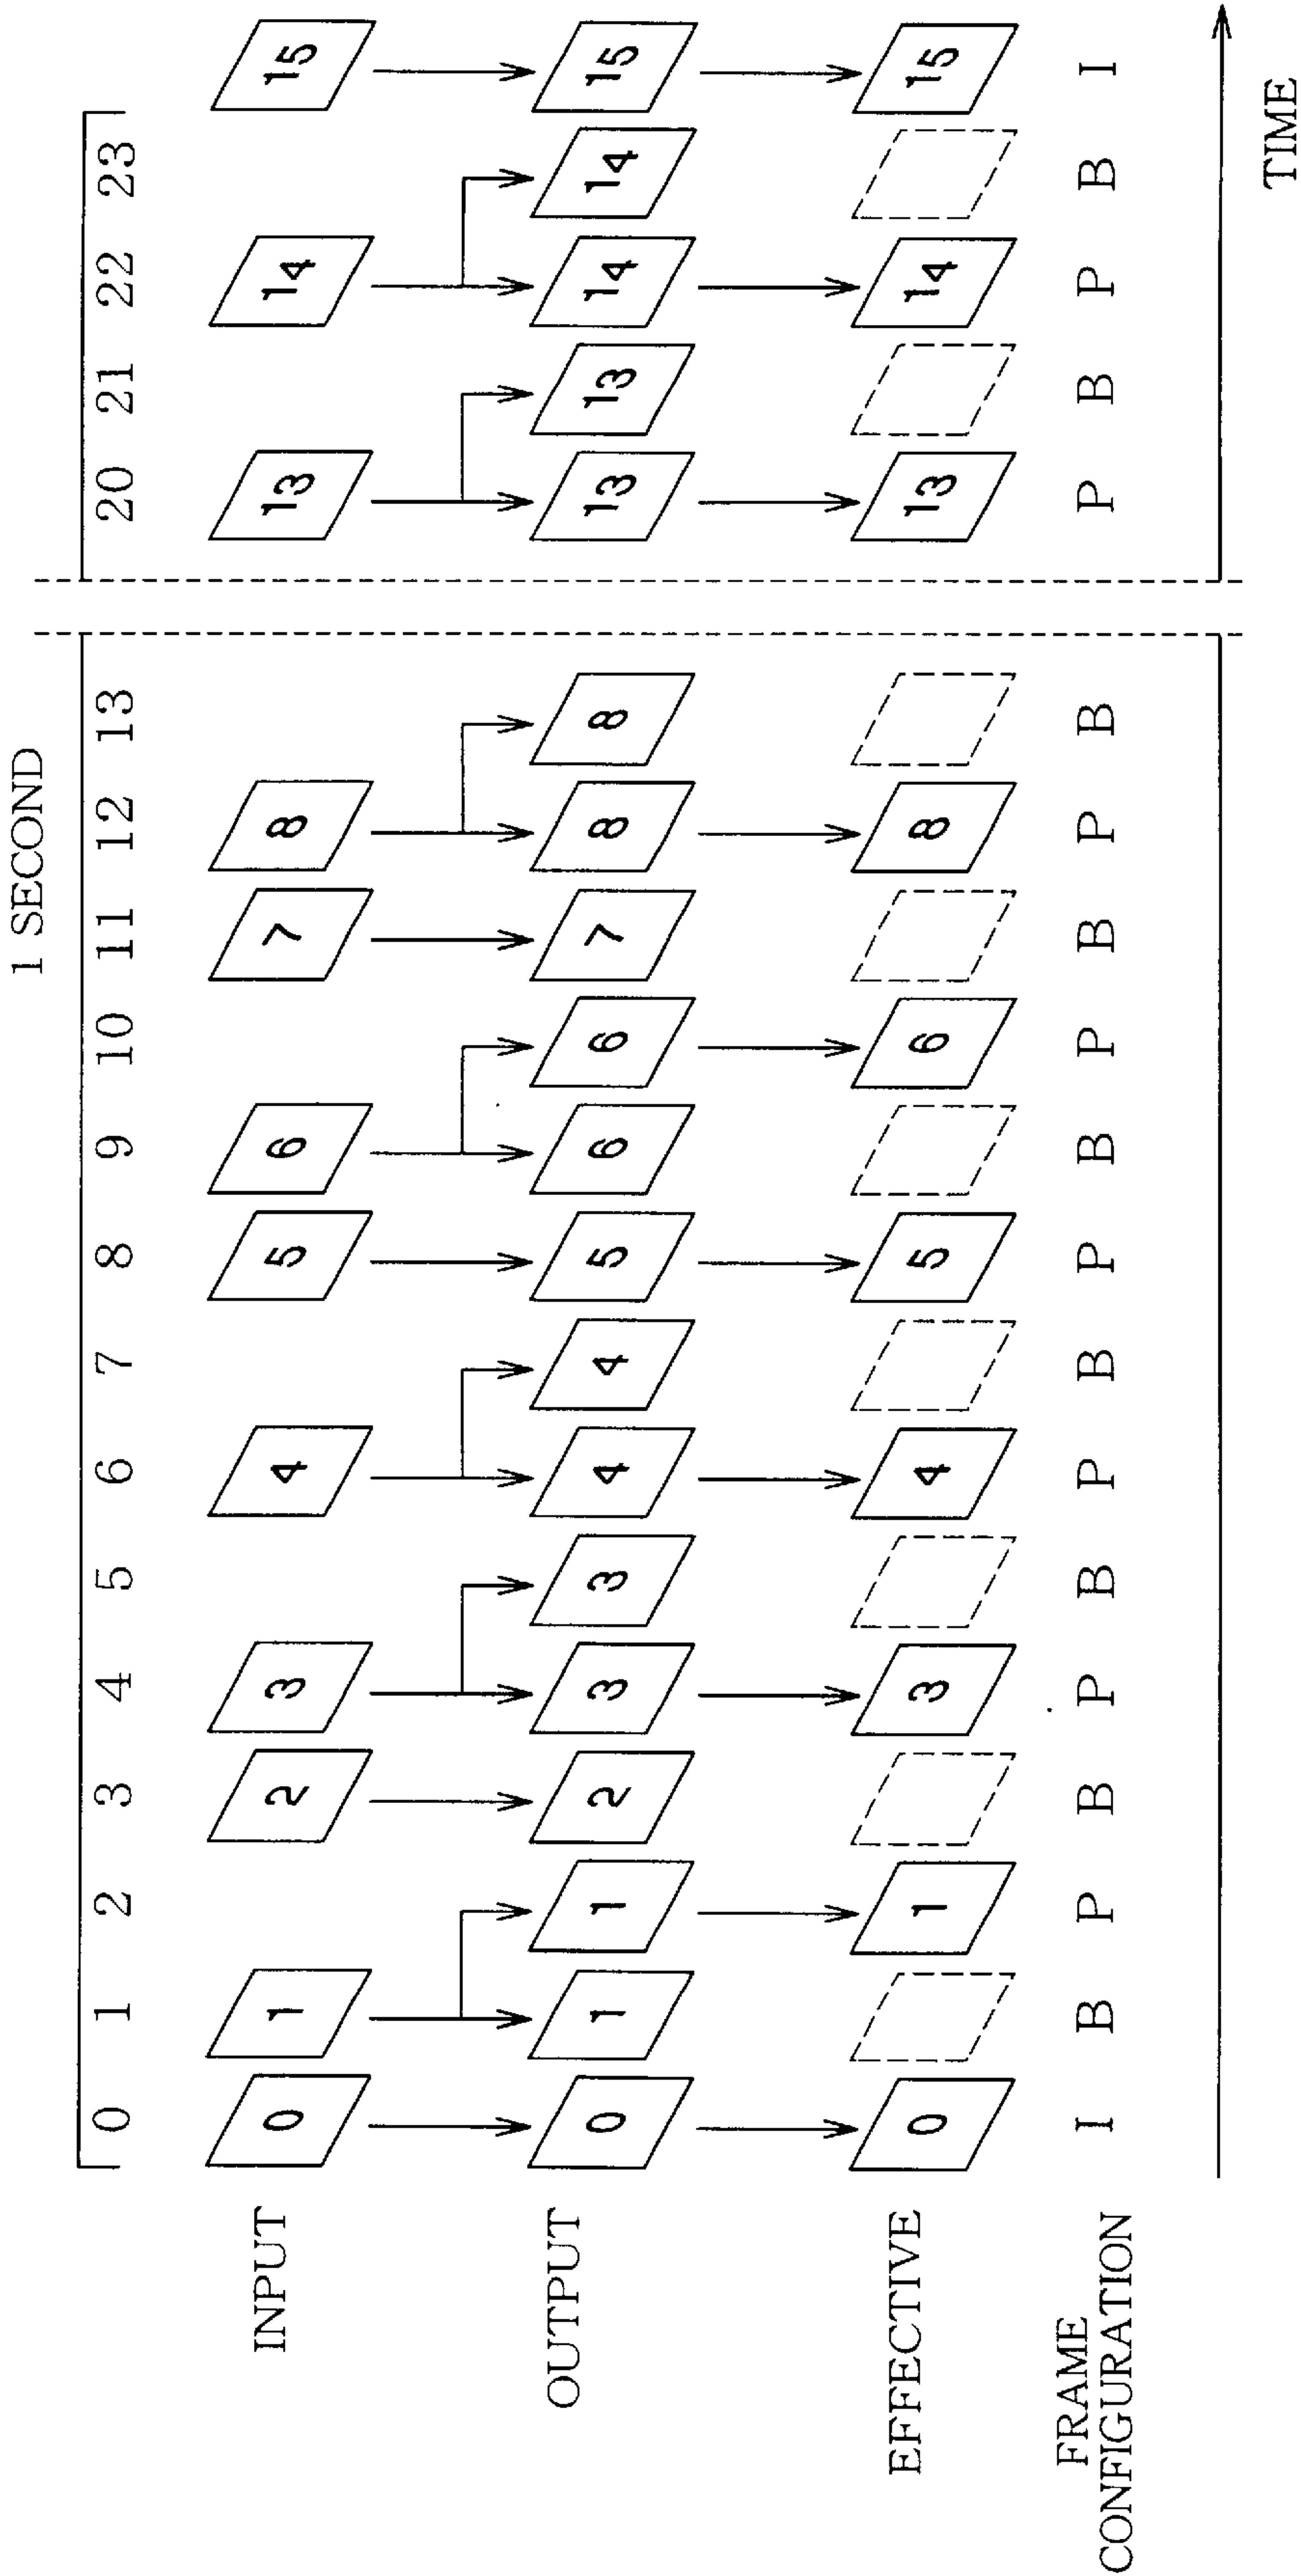 1 SECOND
0 1 2 3 4 5 6 7 8 9 10 11 12 13 20 21 22 23
INPUT 0 1 2 3 4 5 6 7 8 13 14 15
OUTPUT 0 1 1 2 3 3 4 4 5 6 6 7 8 8 13 13 14 14 15
EFFECTIVE 0 1 3 4 5 6 8 13 14 15
FRAME
CONFIGURATION I B P B P B P B P B P B P B P B P B I
TIME